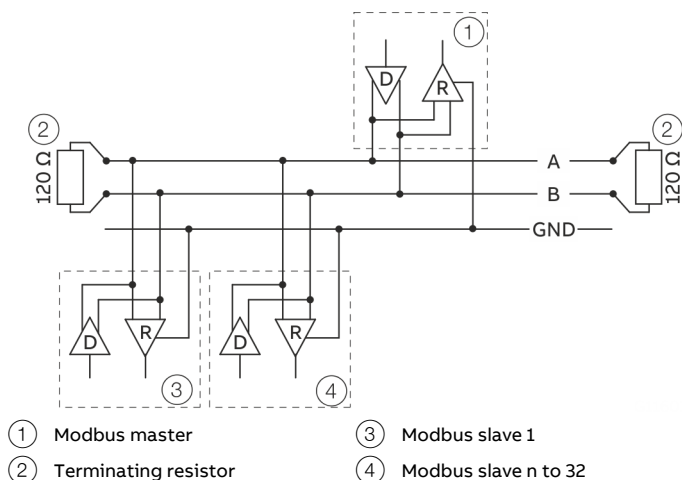 1
D
R
2
120 Ω
A
B
GND
2
120 Ω
D
R
3
D
R
4
1 Modbus master
2 Terminating resistor
3 Modbus slave 1
4 Modbus slave n to 32